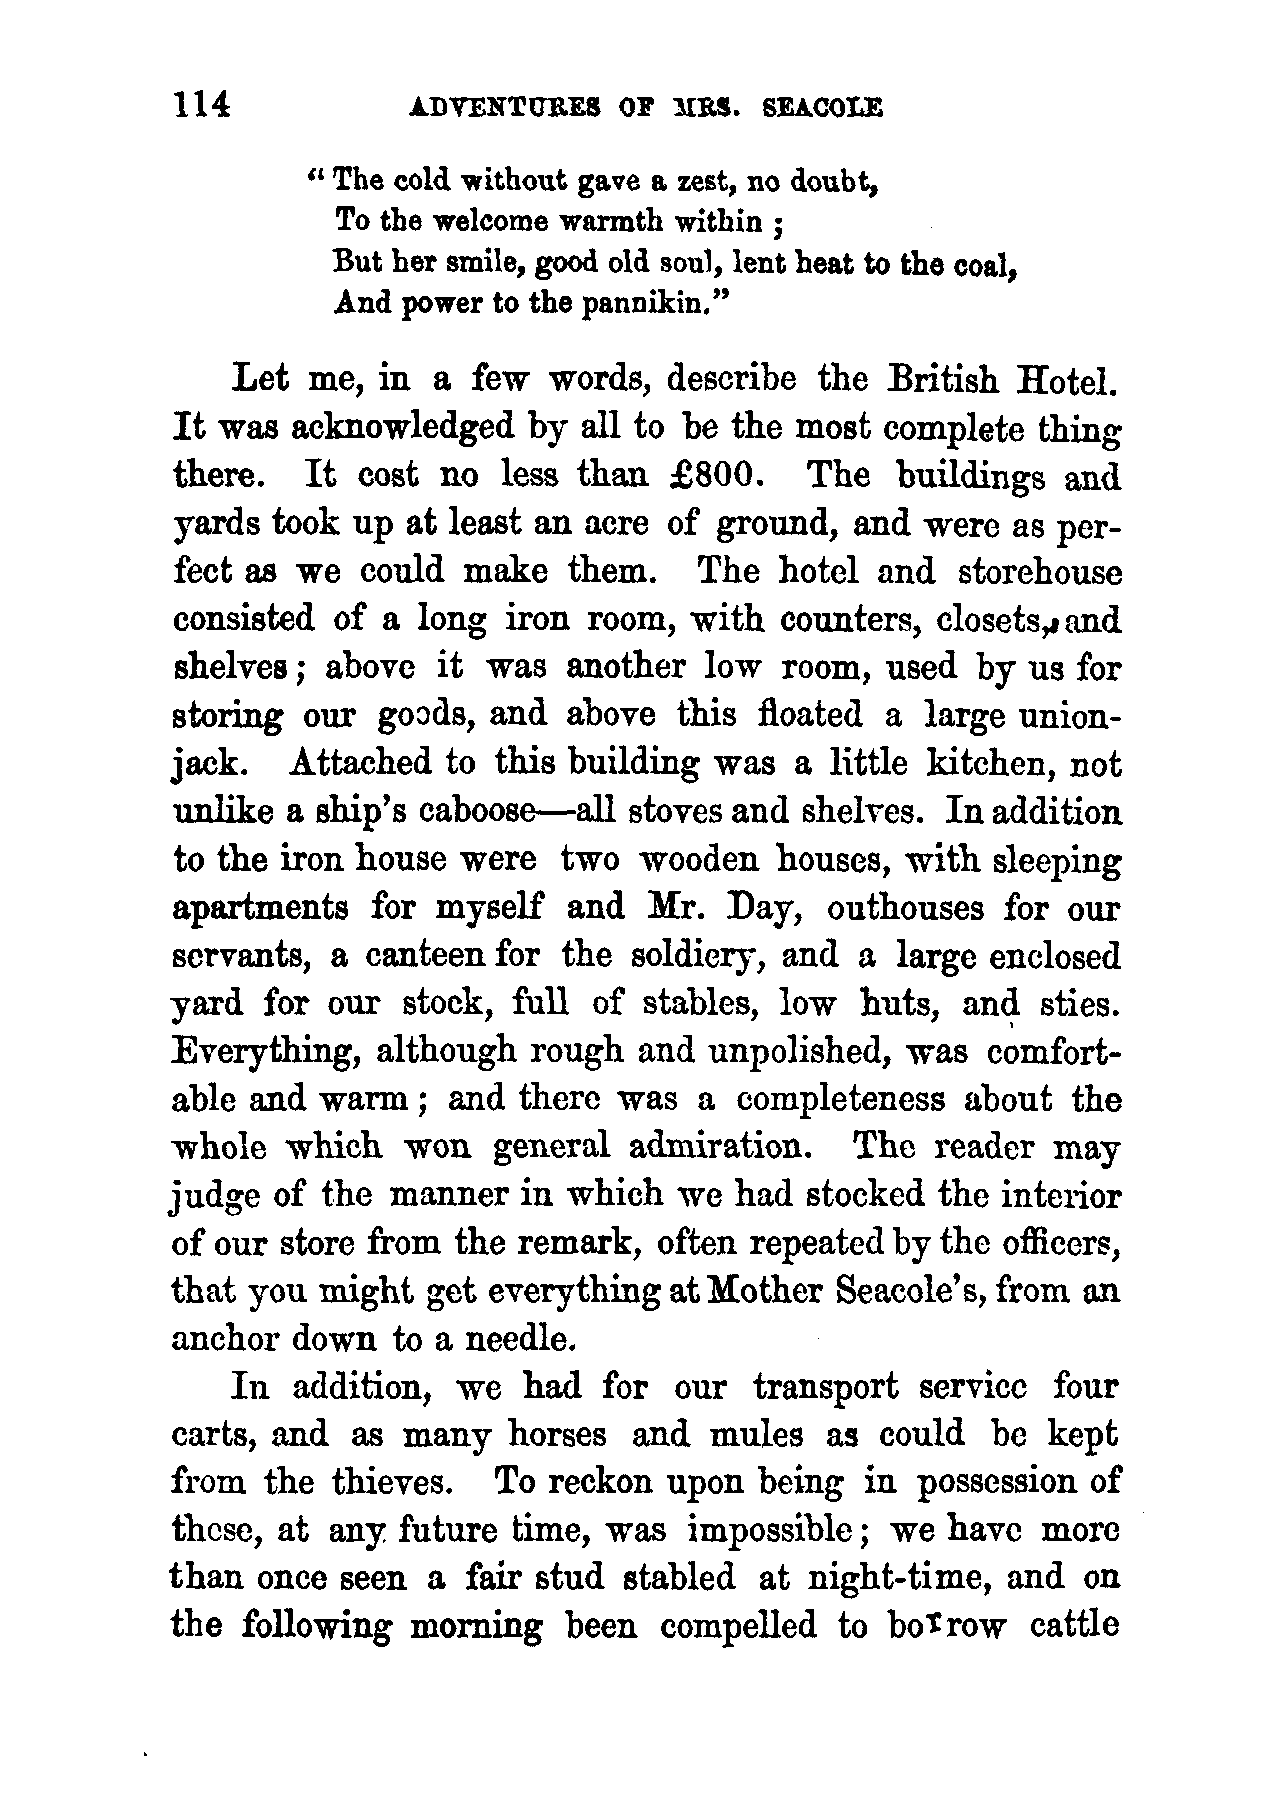 114 ADVENTURES OF MRS. SEACOLE
“The cold without gave a zest, no doubt,
To the welcome warmth within ;
But her smile, good old soul, lent heat to the coal,
And power to the pannikin.”
Let me, in a few words, describe the British Hotel.
It was acknowledged by all to be the most complete thing
there. It cost no less than £800. The buildings and
yards took up at least an acre of ground, and were as per-
fect as we could make them. The hotel and storehouse
consisted of a long iron room, with counters, closets, and
shelves ; above it was another low room, used by us for
storing our goods, and above this floated a large union-
jack. Attached to this building was a little kitchen, not
unlike a ship’s caboose—all stoves and shelves. In addition
to the iron house were two wooden houses, with sleeping
apartments for myself and Mr. Day, outhouses for our
servants, a canteen for the soldiery, and a large enclosed
yard for our stock, full of stables, low huts, and sties.
Everything, although rough and unpolished, was comfort-
able and warm ; and there was a completeness about the
whole which won general admiration. The reader may
judge of the manner in which we had stocked the interior
of our store from the remark, often repeated by the officers,
that you might get everything at Mother Seacole’s, from an
anchor down to a needle.
In addition, we had for our transport service four
carts, and as many horses and mules as could be kept
from the thieves. To reckon upon being in possession of
these, at any future time, was impossible ; we have more
than once seen a fair stud stabled at night-time, and on
the following morning been compelled to borrow cattle